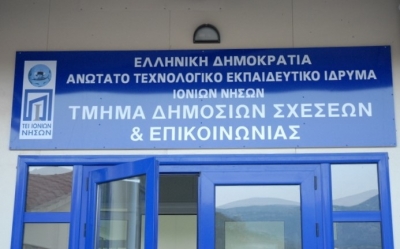 ΕΛΛΗΝΙΚΗ ΔΗΜΟΚΡΑΤΙΑ
ΑΝΩΤΑΤΟ ΤΕΧΝΟΛΟΓΙΚΟ ΕΚΠΑΙΔΕΥΤΙΚΟ ΙΔΡΥΜΑ
ΙΟΝΙΩΝ ΝΗΣΩΝ
ΤΜΗΜΑ ΔΗΜΟΣΙΩΝ ΣΧΕΣΕΩΝ
& ΕΠΙΚΟΙΝΩΝΙΑΣ
ΤΕΙ ΙΟΝΙΩΝ
ΝΗΣΩΝ